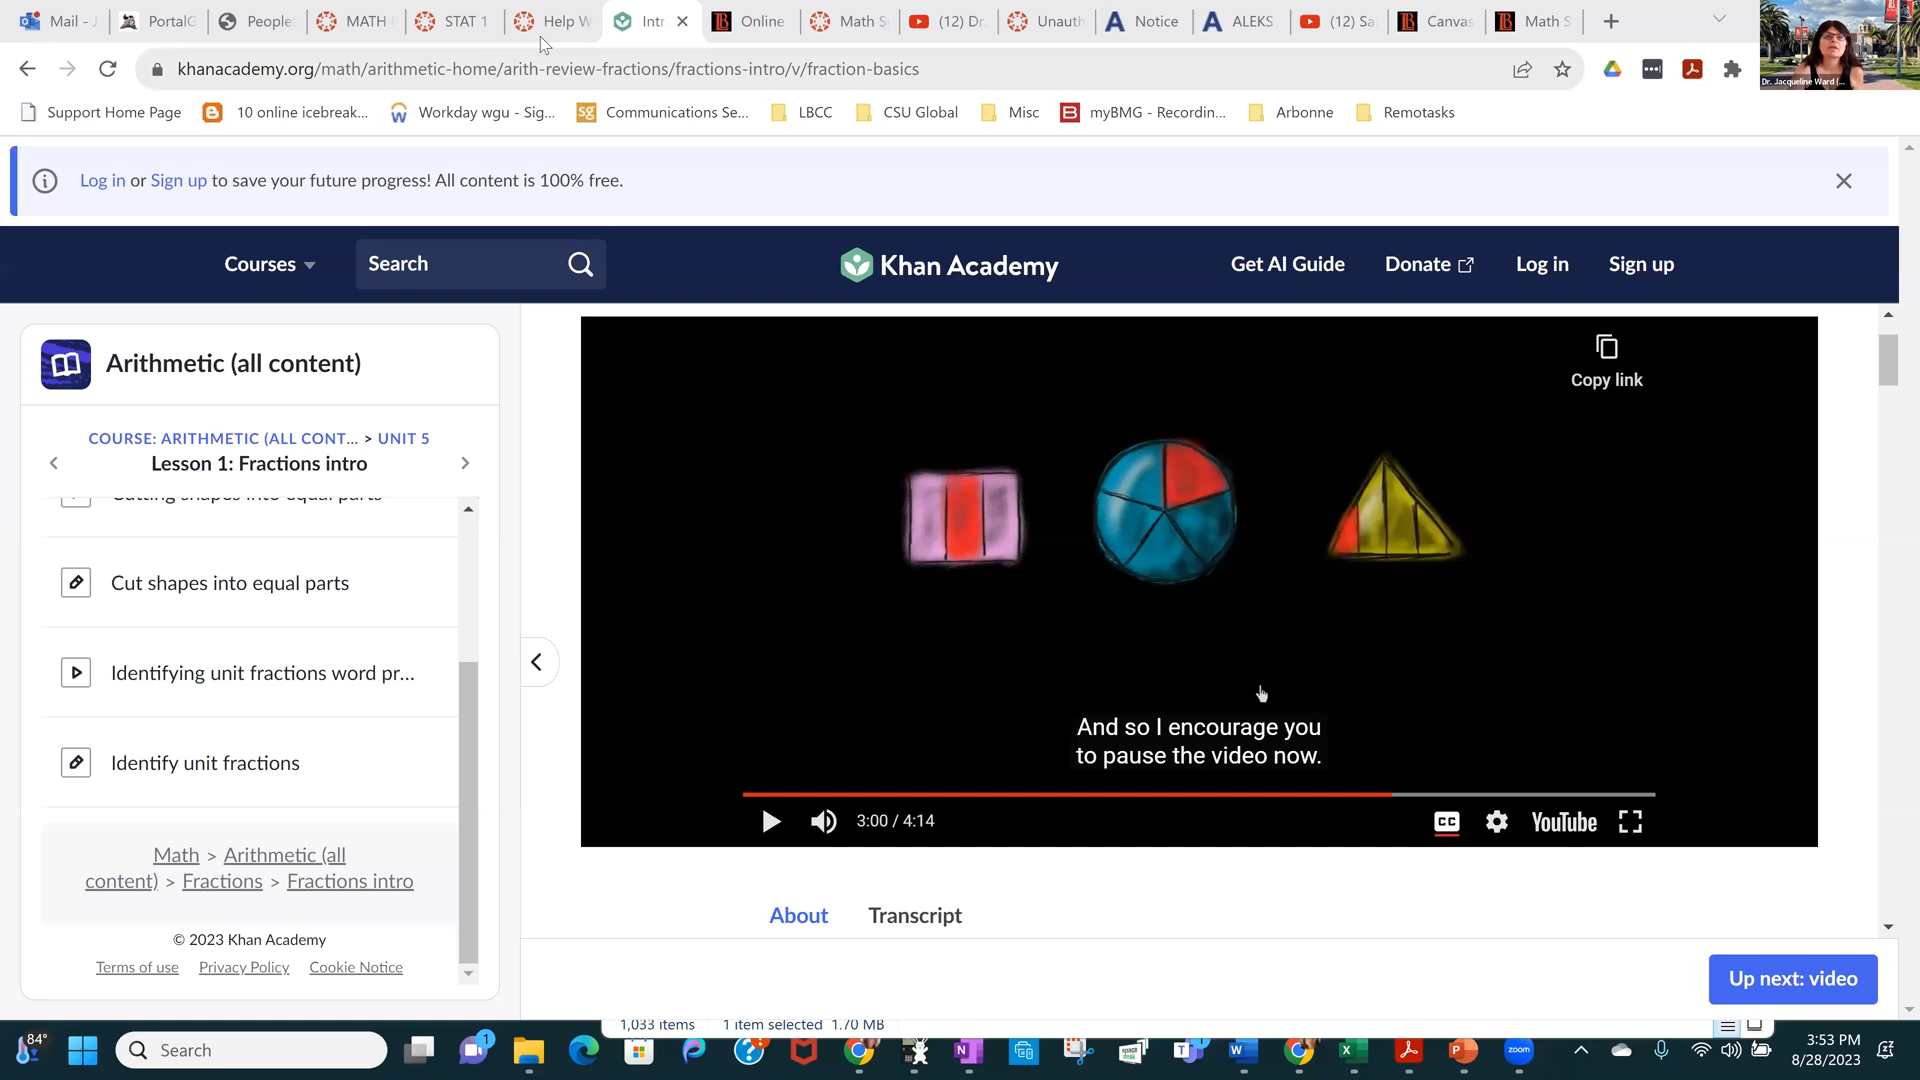 Mail - J
PortalG
People
MATH
STAT 1
Help W
Intr
Online
Math S
(12) Dr.
Unauth
Notice
ALEKS
(12) Sa
Canvas
Math S
khanacademy.org/math/arithmetic-home/arith-review-fractions/fractions-intro/v/fraction-basics
Dr. Jacqueline Ward (...
Support Home Page
10 online icebreak...
Workday wgu - Sig...
Communications Se...
LBCC
CSU Global
Misc
myBMG - Recordin...
Arbonne
Remotasks
Log in or Sign up to save your future progress! All content is 100% free.
Courses
Search
Khan Academy
Get AI Guide
Donate
Log in
Sign up
Arithmetic (all content)
COURSE: ARITHMETIC (ALL CONT... > UNIT 5
Lesson 1: Fractions intro
Cutting shapes into equal parts
Cut shapes into equal parts
Identifying unit fractions word pr...
Identify unit fractions
Math > Arithmetic (all
content) > Fractions > Fractions intro
© 2023 Khan Academy
Terms of use Privacy Policy Cookie Notice
Copy link
And so I encourage you
to pause the video now.
3:00 / 4:14
CC
YouTube
About
Transcript
Up next: video
1,033 items 1 item selected 1.70 MB
84°
Search
1
zoom
3:53 PM
8/28/2023